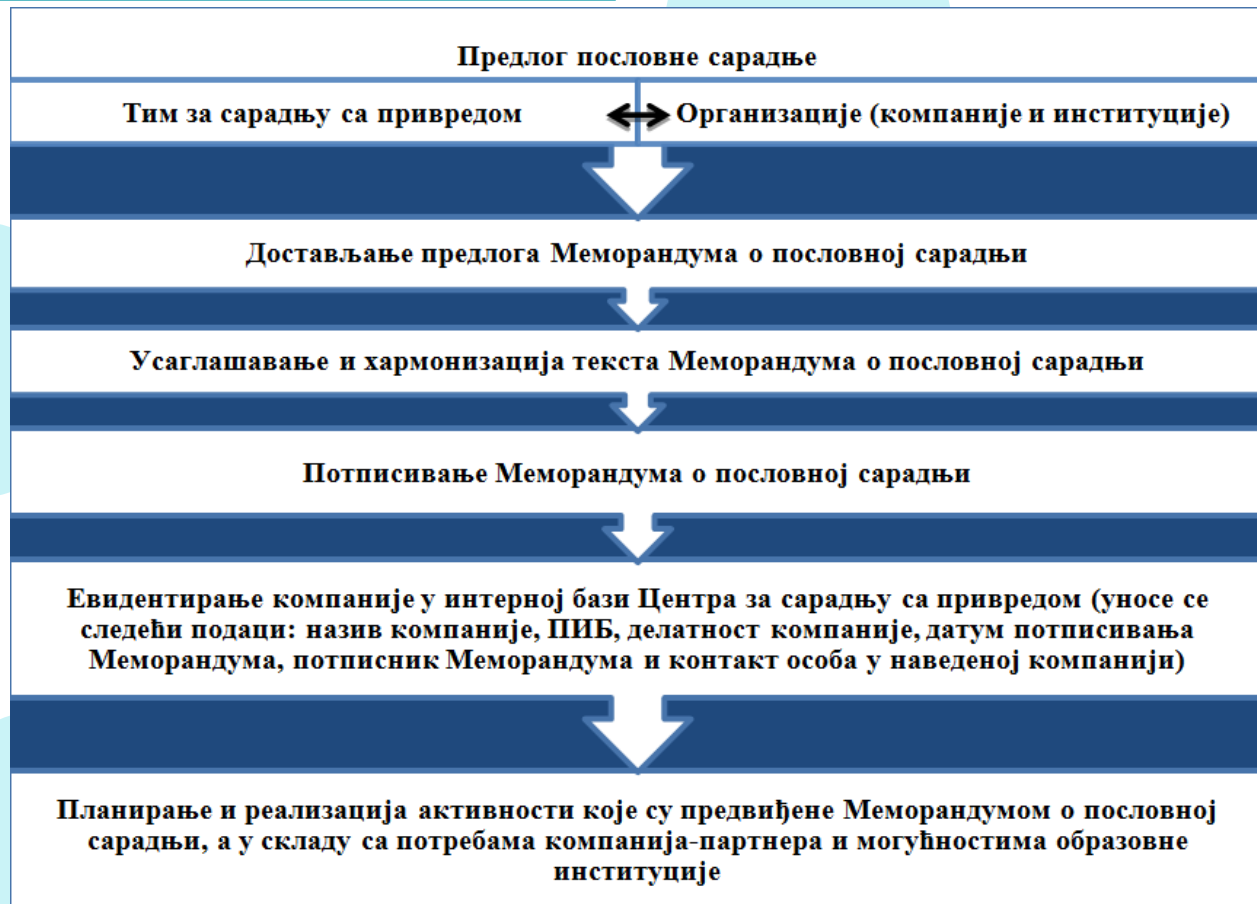 Предлог пословне сарадње
Тим за сарадњу са привредом
Организације (компаније и институције)
Достављање предлога Меморандума о пословној сарадњи
Усаглашавање и хармонизација текста Меморандума о пословној сарадњи
Потписивање Меморандума о пословној сарадњи
Евидентирање компаније у интерној бази Центра за сарадњу са привредом (уносе се
следећи подаци: назив компаније, ПИБ, делатност компаније, датум потписивања
Меморандума, потписник Меморандума и контакт особа у наведеној компанији)
Планирање и реализација активности које су предвиђене Меморандумом о пословној
сарадњи, а у складу са потребама компанија-партнера и могућностима образовне
институције